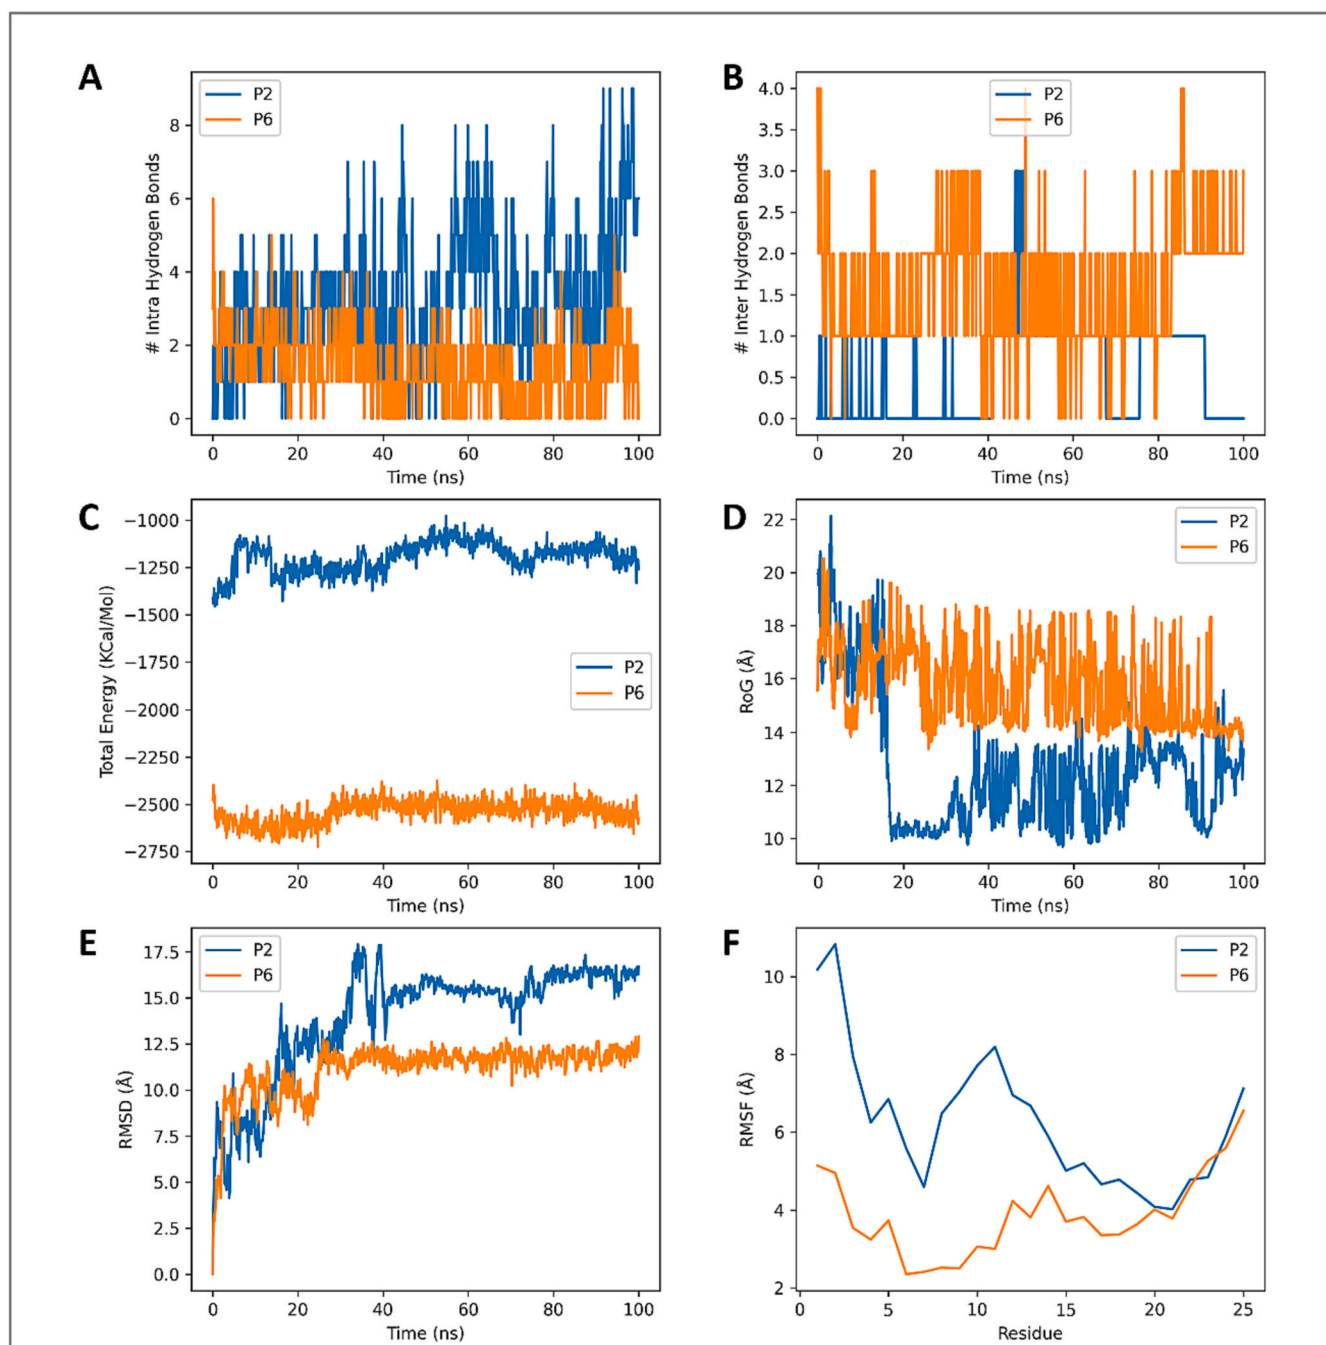 A
P2
P6
# Intra Hydrogen Bonds
8
6
4
2
0
0 20 40 60 80 100
Time (ns)
B
P2
P6
# Inter Hydrogen Bonds
4.0
3.5
3.0
2.5
2.0
1.5
1.0
0.5
0.0
0 20 40 60 80 100
Time (ns)
C
P2
P6
Total Energy (KCal/Mol)
−1000
−1250
−1500
−1750
−2000
−2250
−2500
−2750
0 20 40 60 80 100
Time (ns)
D
P2
P6
RoG (Å)
22
20
18
16
14
12
10
0 20 40 60 80 100
Time (ns)
E
P2
P6
RMSD (Å)
17.5
15.0
12.5
10.0
7.5
5.0
2.5
0.0
0 20 40 60 80 100
Time (ns)
F
P2
P6
RMSF (Å)
10
8
6
4
2
0 5 10 15 20 25
Residue